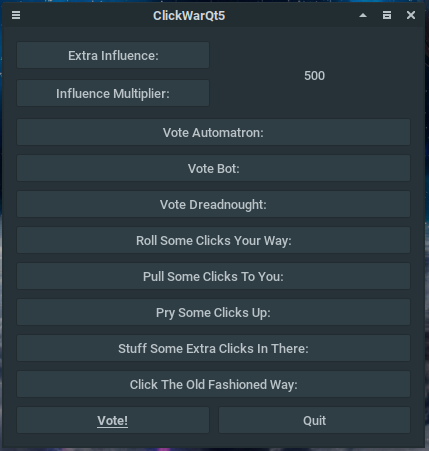 ClickWarQt5
Extra Influence:
500
Influence Multiplier:
Vote Automatron:
Vote Bot:
Vote Dreadnought:
Roll Some Clicks Your Way:
Pull Some Clicks To You:
Pry Some Clicks Up:
Stuff Some Extra Clicks In There:
Click The Old Fashioned Way:
Vote!
Quit